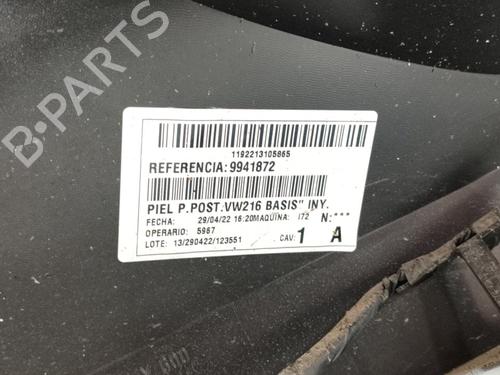 B-Parts
1192213105865
REFERENCIA: 9941872
PIEL P.POST.VW216 BASIS" INY.
FECHA: 29/04/22 16:20 MAQUINA: I72 N:***
OPERARIO: 5967
LOTE: 13/290422/123551 CAV: 1 A